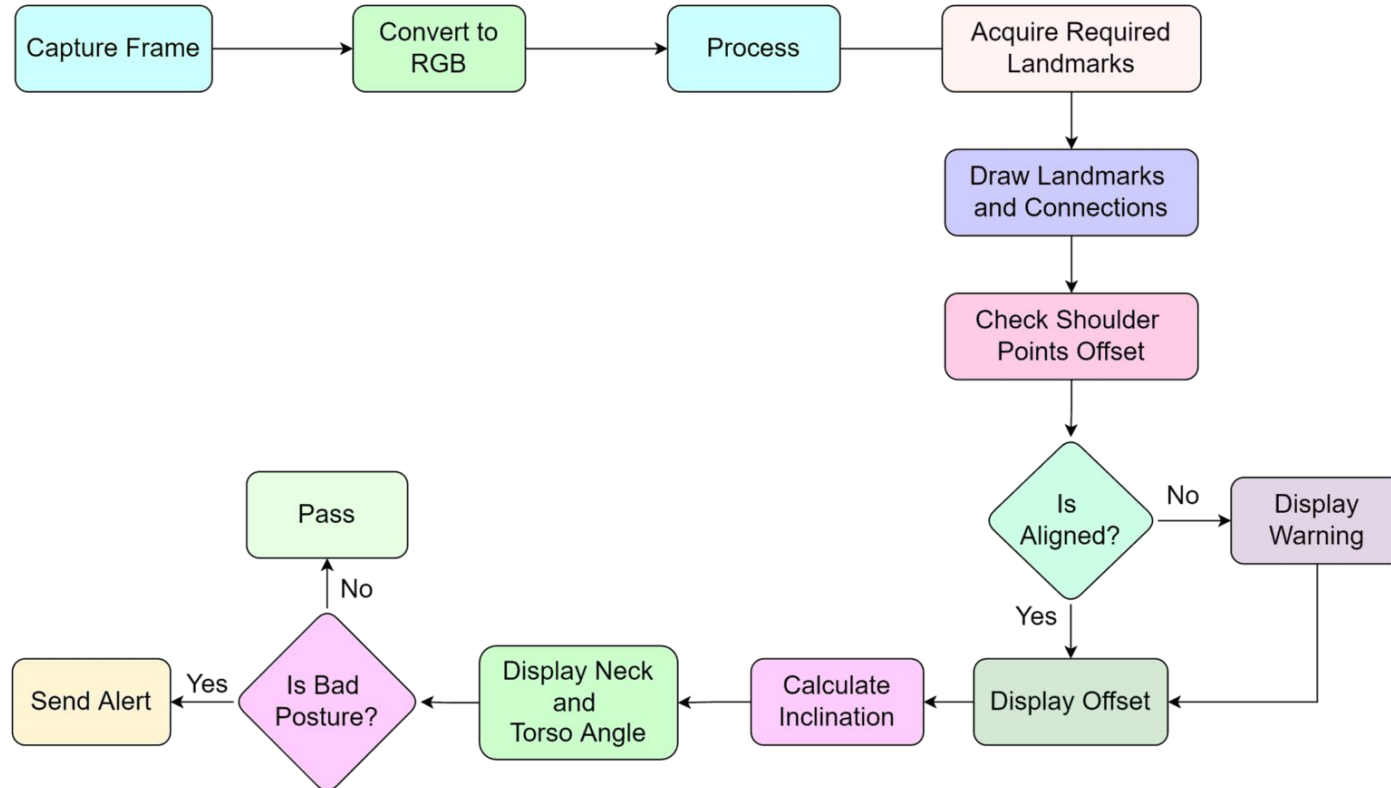 Capture Frame
Convert to
RGB
Process
Acquire Required
Landmarks
Draw Landmarks
and Connections
Check Shoulder
Points Offset
Is
Aligned?
No
Display
Warning
Yes
Display Offset
Calculate
Inclination
Display Neck
and
Torso Angle
Is Bad
Posture?
No
Pass
Yes
Send Alert